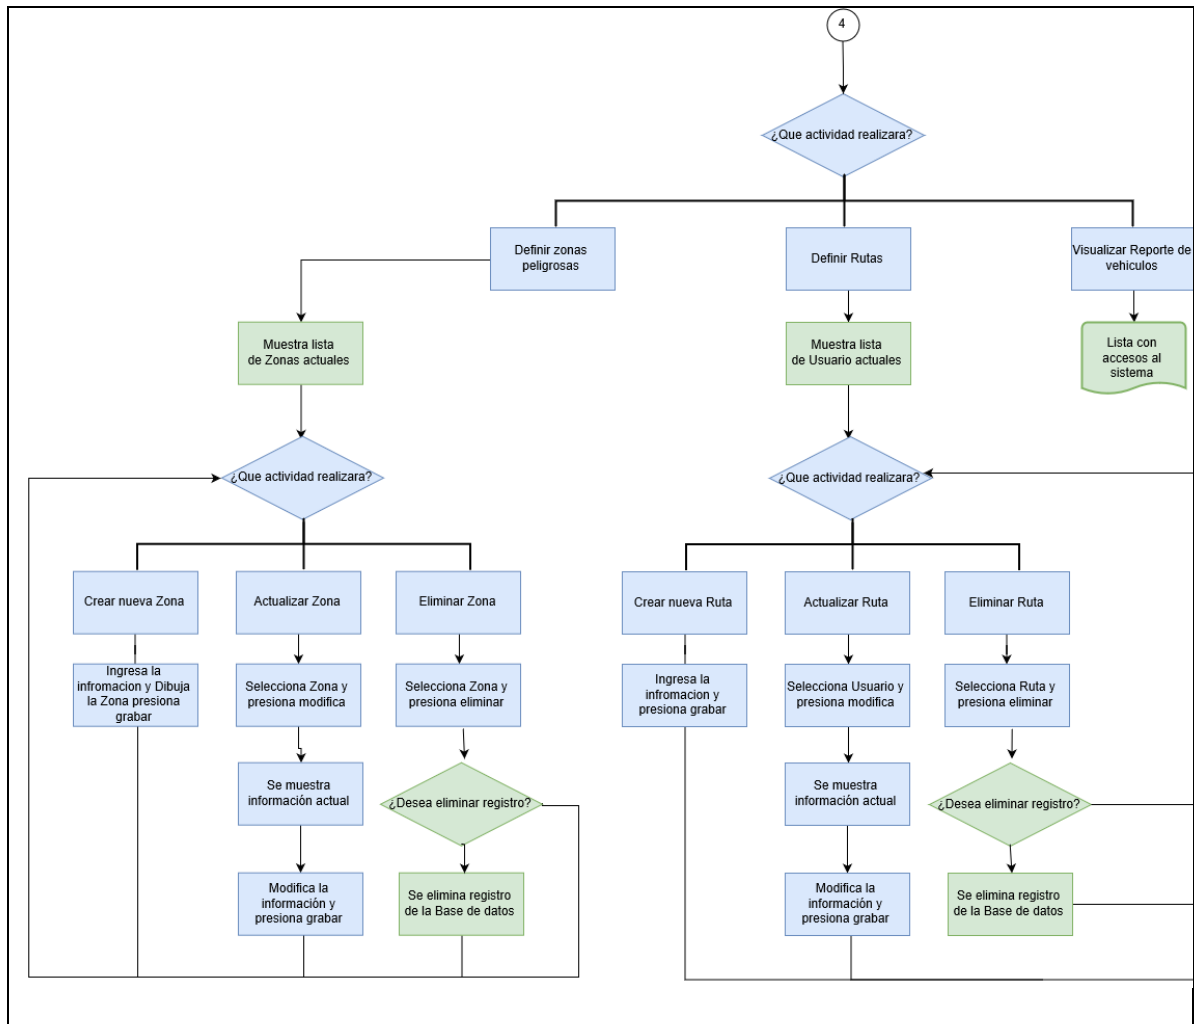 4
¿Que actividad realizara?
Definir zonas
peligrosas
Definir Rutas
Visualizar Reporte de
vehiculos
Muestra lista
de Zonas actuales
Muestra lista
de Usuario actuales
Lista con
accesos al
sistema
¿Que actividad realizara?
¿Que actividad realizara?
Crear nueva Zona
Actualizar Zona
Eliminar Zona
Crear nueva Ruta
Actualizar Ruta
Eliminar Ruta
Ingresa la
infromacion y Dibuja
la Zona presiona
grabar
Selecciona Zona y
presiona modifica
Selecciona Zona y
presiona eliminar
Ingresa la
infromacion y
presiona grabar
Selecciona Usuario y
presiona modifica
Selecciona Ruta y
presiona eliminar
Se muestra
información actual
¿Desea eliminar registro?
Se muestra
información actual
¿Desea eliminar registro?
Modifica la
información y
presiona grabar
Se elimina registro
de la Base de datos
Modifica la
información y
presiona grabar
Se elimina registro
de la Base de datos